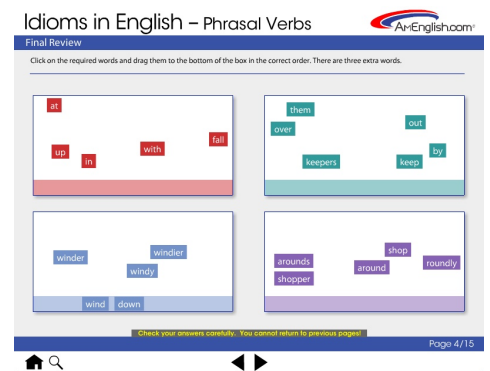 Idioms in English – Phrasal Verbs
AmEnglish.com®
Final Review
Click on the required words and drag them to the bottom of the box in the correct order. There are three extra words.
at
fall
up
with
in
them
over
out
by
keepers
keep
winder
windier
windy
wind down
shop
arounds
around
roundly
shopper
Check your answers carefully. You cannot return to previous pages!
Page 4/15